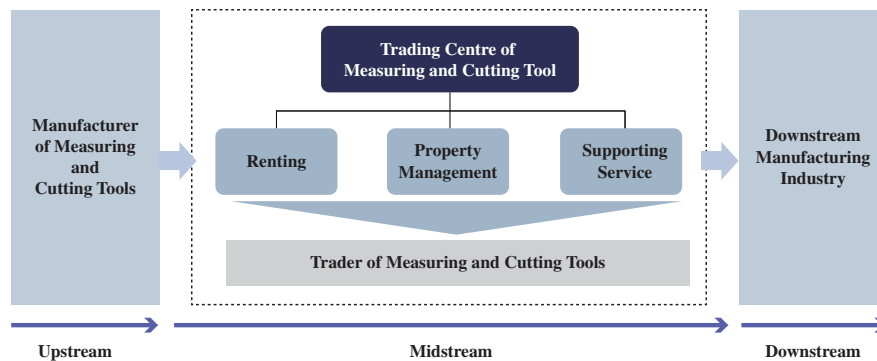 Trading Centre of
Measuring and Cutting Tool
Manufacturer
of Measuring
and
Cutting Tools
Renting
Property
Management
Supporting
Service
Downstream
Manufacturing
Industry
Trader of Measuring and Cutting Tools
Upstream
Midstream
Downstream